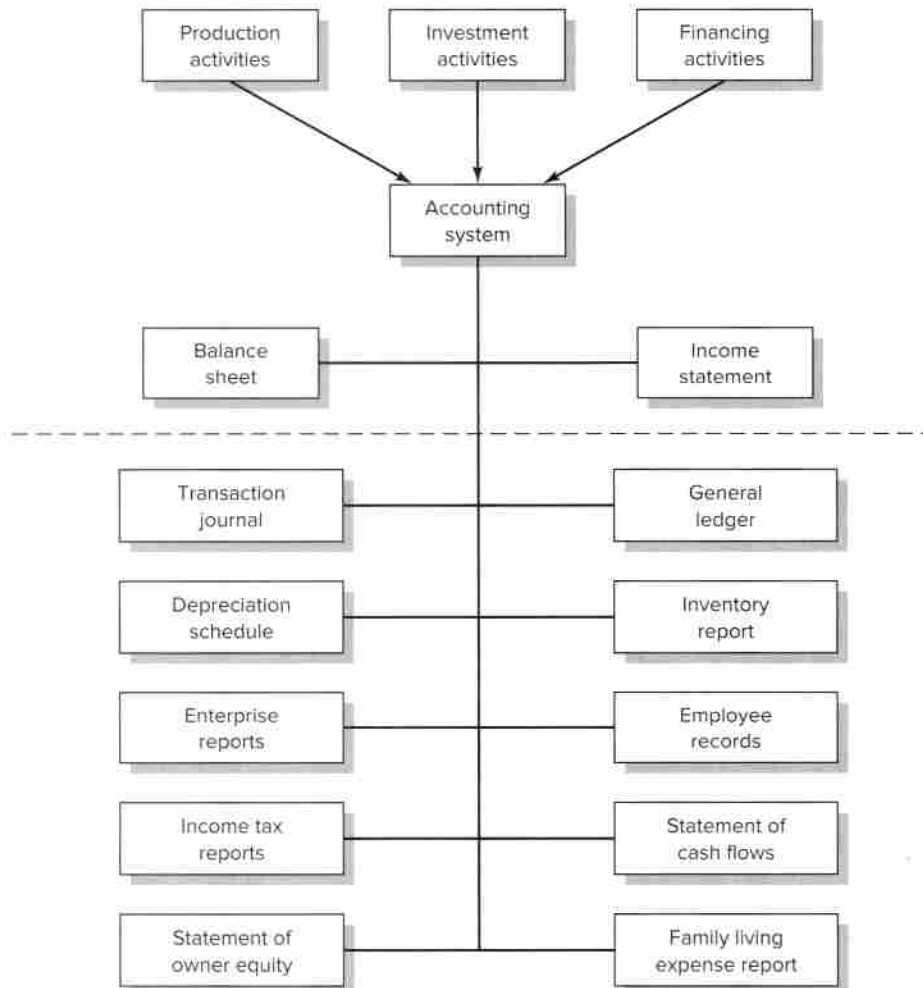 Production
activities
Investment
activities
Financing
activities
Accounting
system
Balance
sheet
Income
statement
Transaction
journal
General
ledger
Depreciation
schedule
Inventory
report
Enterprise
reports
Employee
records
Income tax
reports
Statement of
cash flows
Statement of
owner equity
Family living
expense report